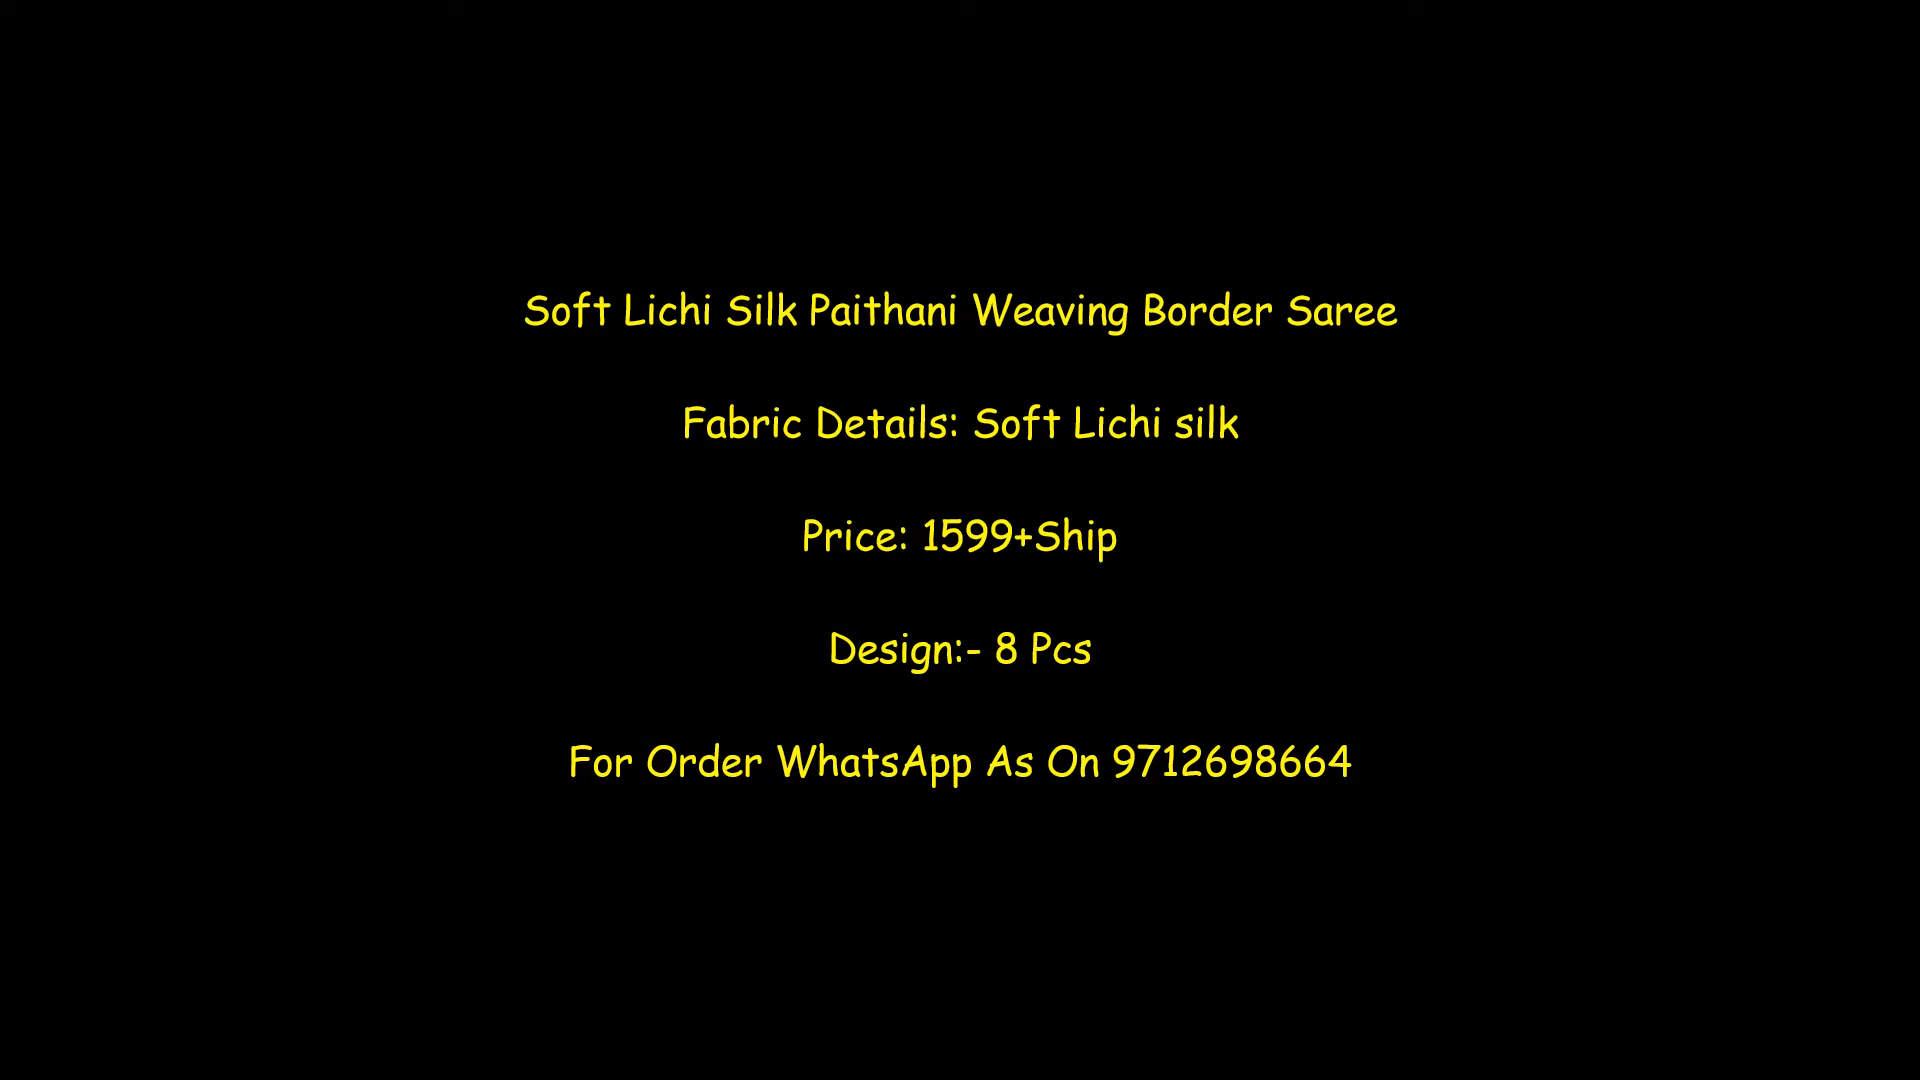 Soft Lichi Silk Paithani Weaving Border Saree
Fabric Details: Soft Lichi silk
Price: 1599+Ship
Design:- 8 Pcs
For Order WhatsApp As On 9712698664